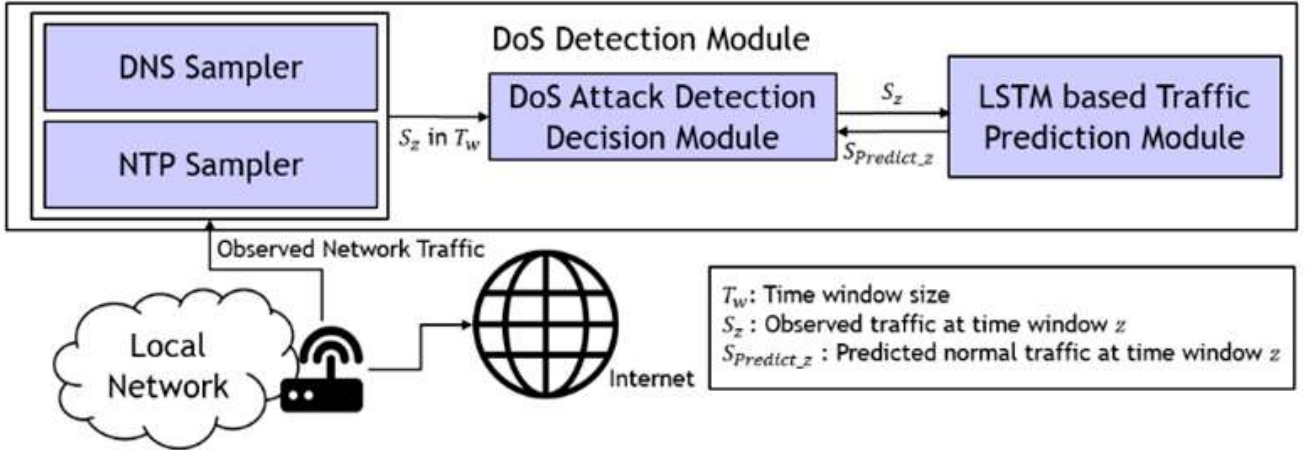 DoS Detection Module
DNS Sampler
NTP Sampler
S_z in T_w
DoS Attack Detection
Decision Module
S_z
S_Predict_z
LSTM based Traffic
Prediction Module
Observed Network Traffic
Local
Network
Internet
T_w: Time window size
S_z : Observed traffic at time window z
S_Predict_z : Predicted normal traffic at time window z